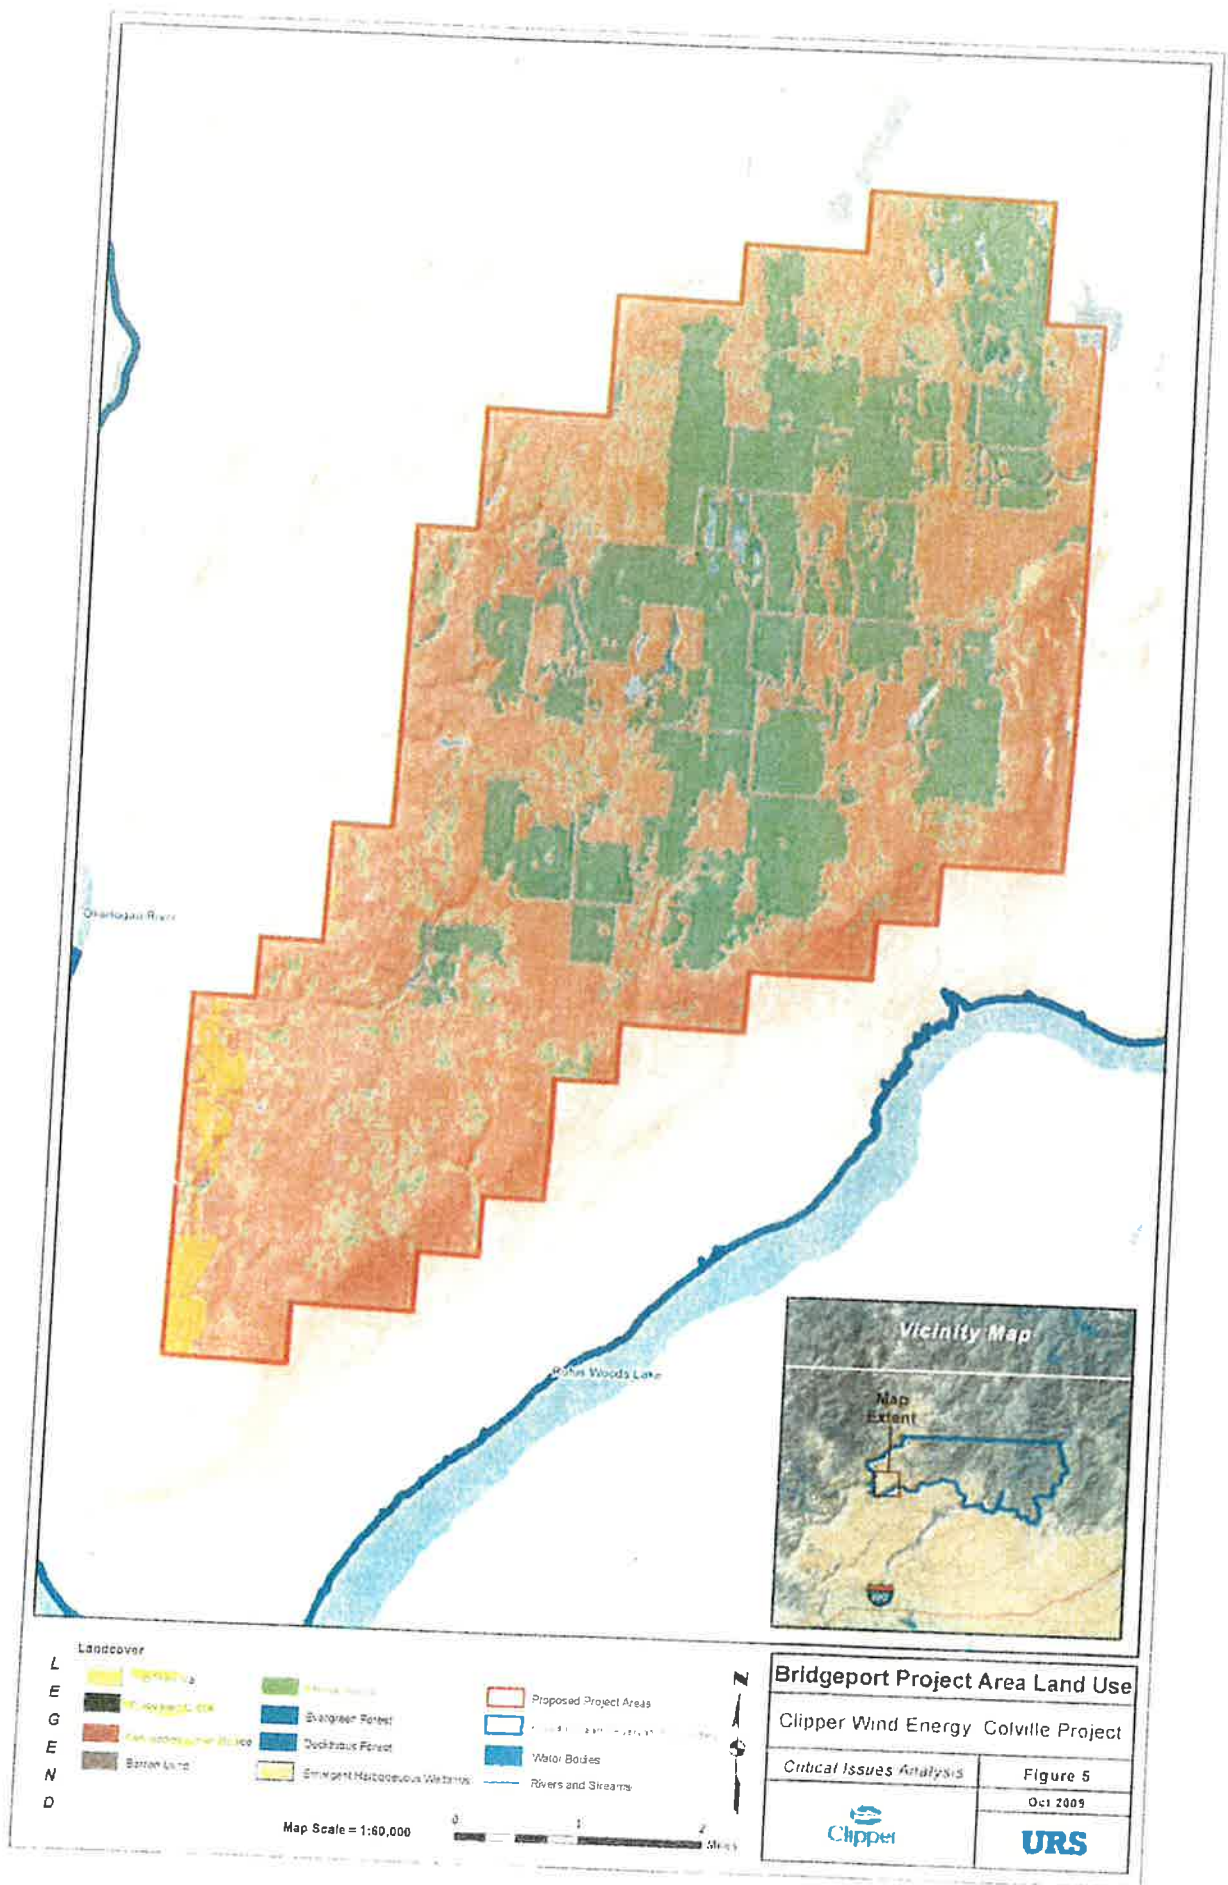 Okanogan River
Rufus Woods Lake
Vicinity Map
Map
Extent
LEGEND
Landcover
Barren Land
Evergreen Forest
Deciduous Forest
Emergent Herbaceous Wetlands
Proposed Project Areas
Water Bodies
Rivers and Streams
N
Map Scale = 1:60,000
0 1 2
Miles
Bridgeport Project Area Land Use
Clipper Wind Energy Colville Project
Critical Issues Analysis
Figure 5
Oct 2009
Clipper
URS